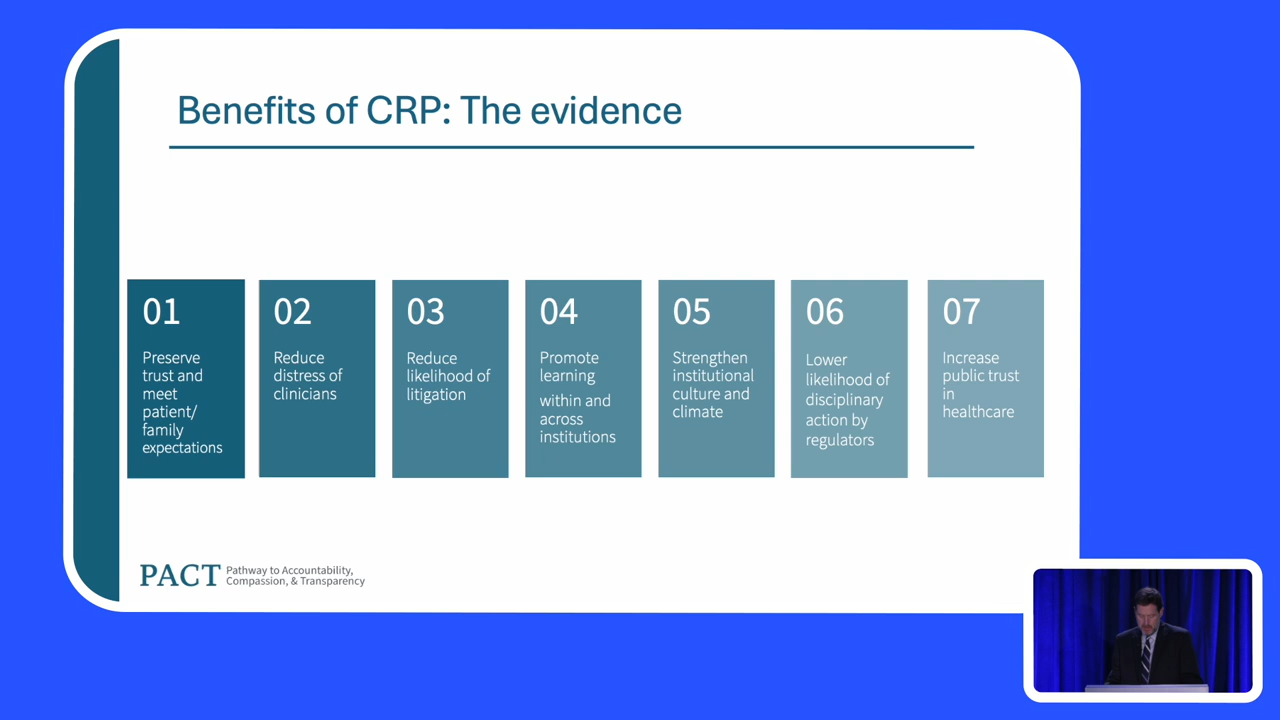 Benefits of CRP: The evidence
01
Preserve
trust and
meet
patient/
family
expectations
02
Reduce
distress of
clinicians
03
Reduce
likelihood of
litigation
04
Promote
learning
within and
across
institutions
05
Strengthen
institutional
culture and
climate
06
Lower
likelihood of
disciplinary
action by
regulators
07
Increase
public trust
in
healthcare
PACT
Pathway to Accountability,
Compassion, & Transparency